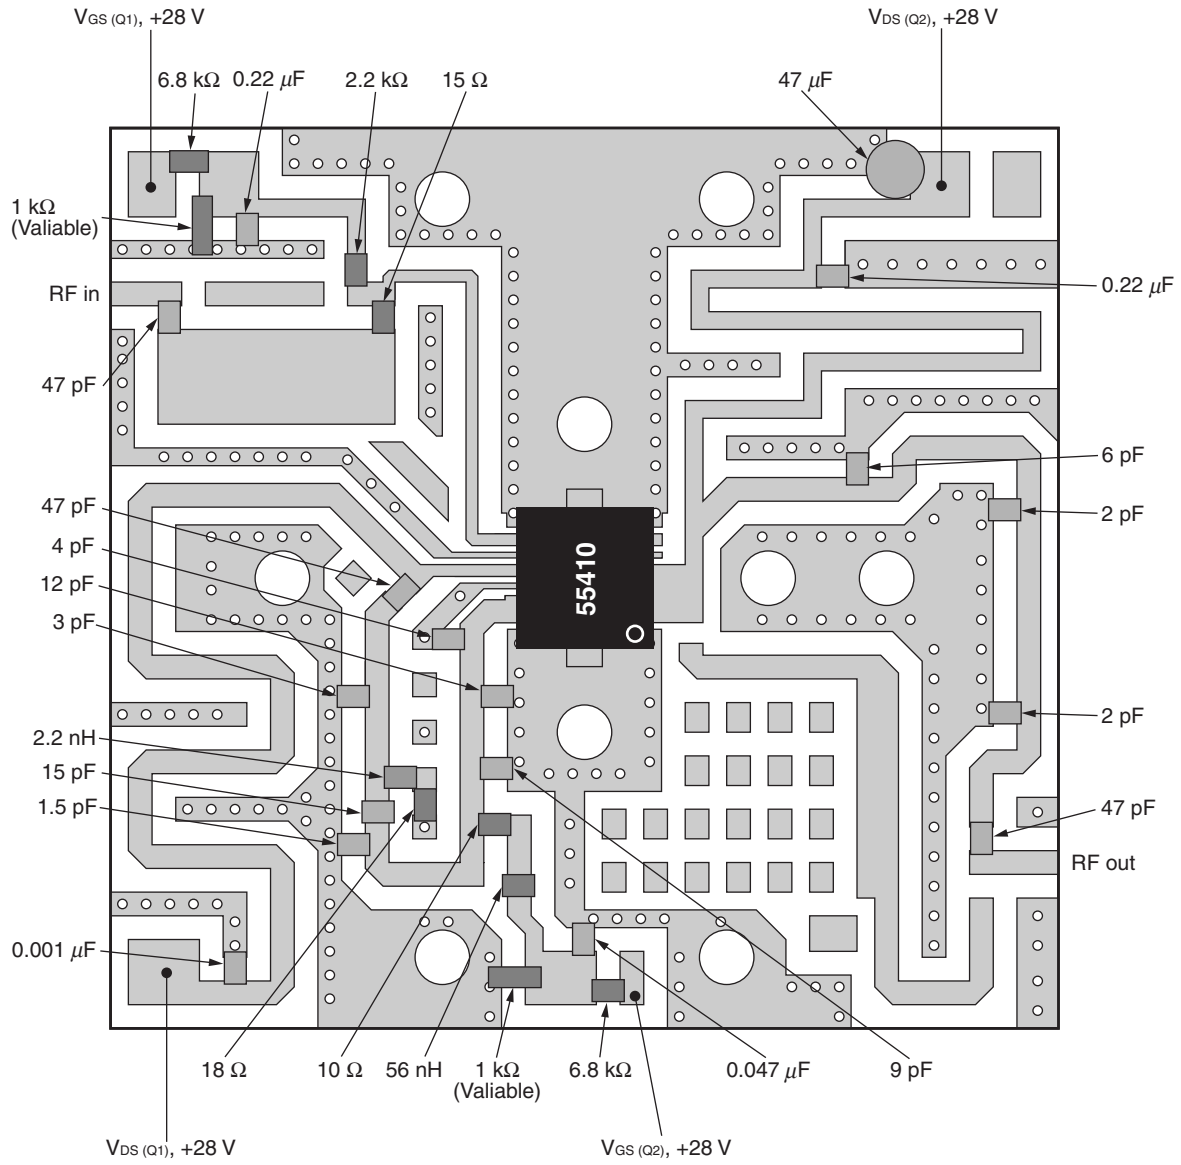 VGS (Q1), +28 V
VDS (Q2), +28 V
6.8 kΩ
0.22 µF
2.2 kΩ
15 Ω
47 µF
1 kΩ
(Valiable)
RF in
0.22 µF
47 pF
6 pF
47 pF
2 pF
4 pF
12 pF
3 pF
55410
2 pF
2.2 nH
15 pF
1.5 pF
47 pF
RF out
0.001 µF
18 Ω
10 Ω
56 nH
1 kΩ
(Valiable)
6.8 kΩ
0.047 µF
9 pF
VDS (Q1), +28 V
VGS (Q2), +28 V